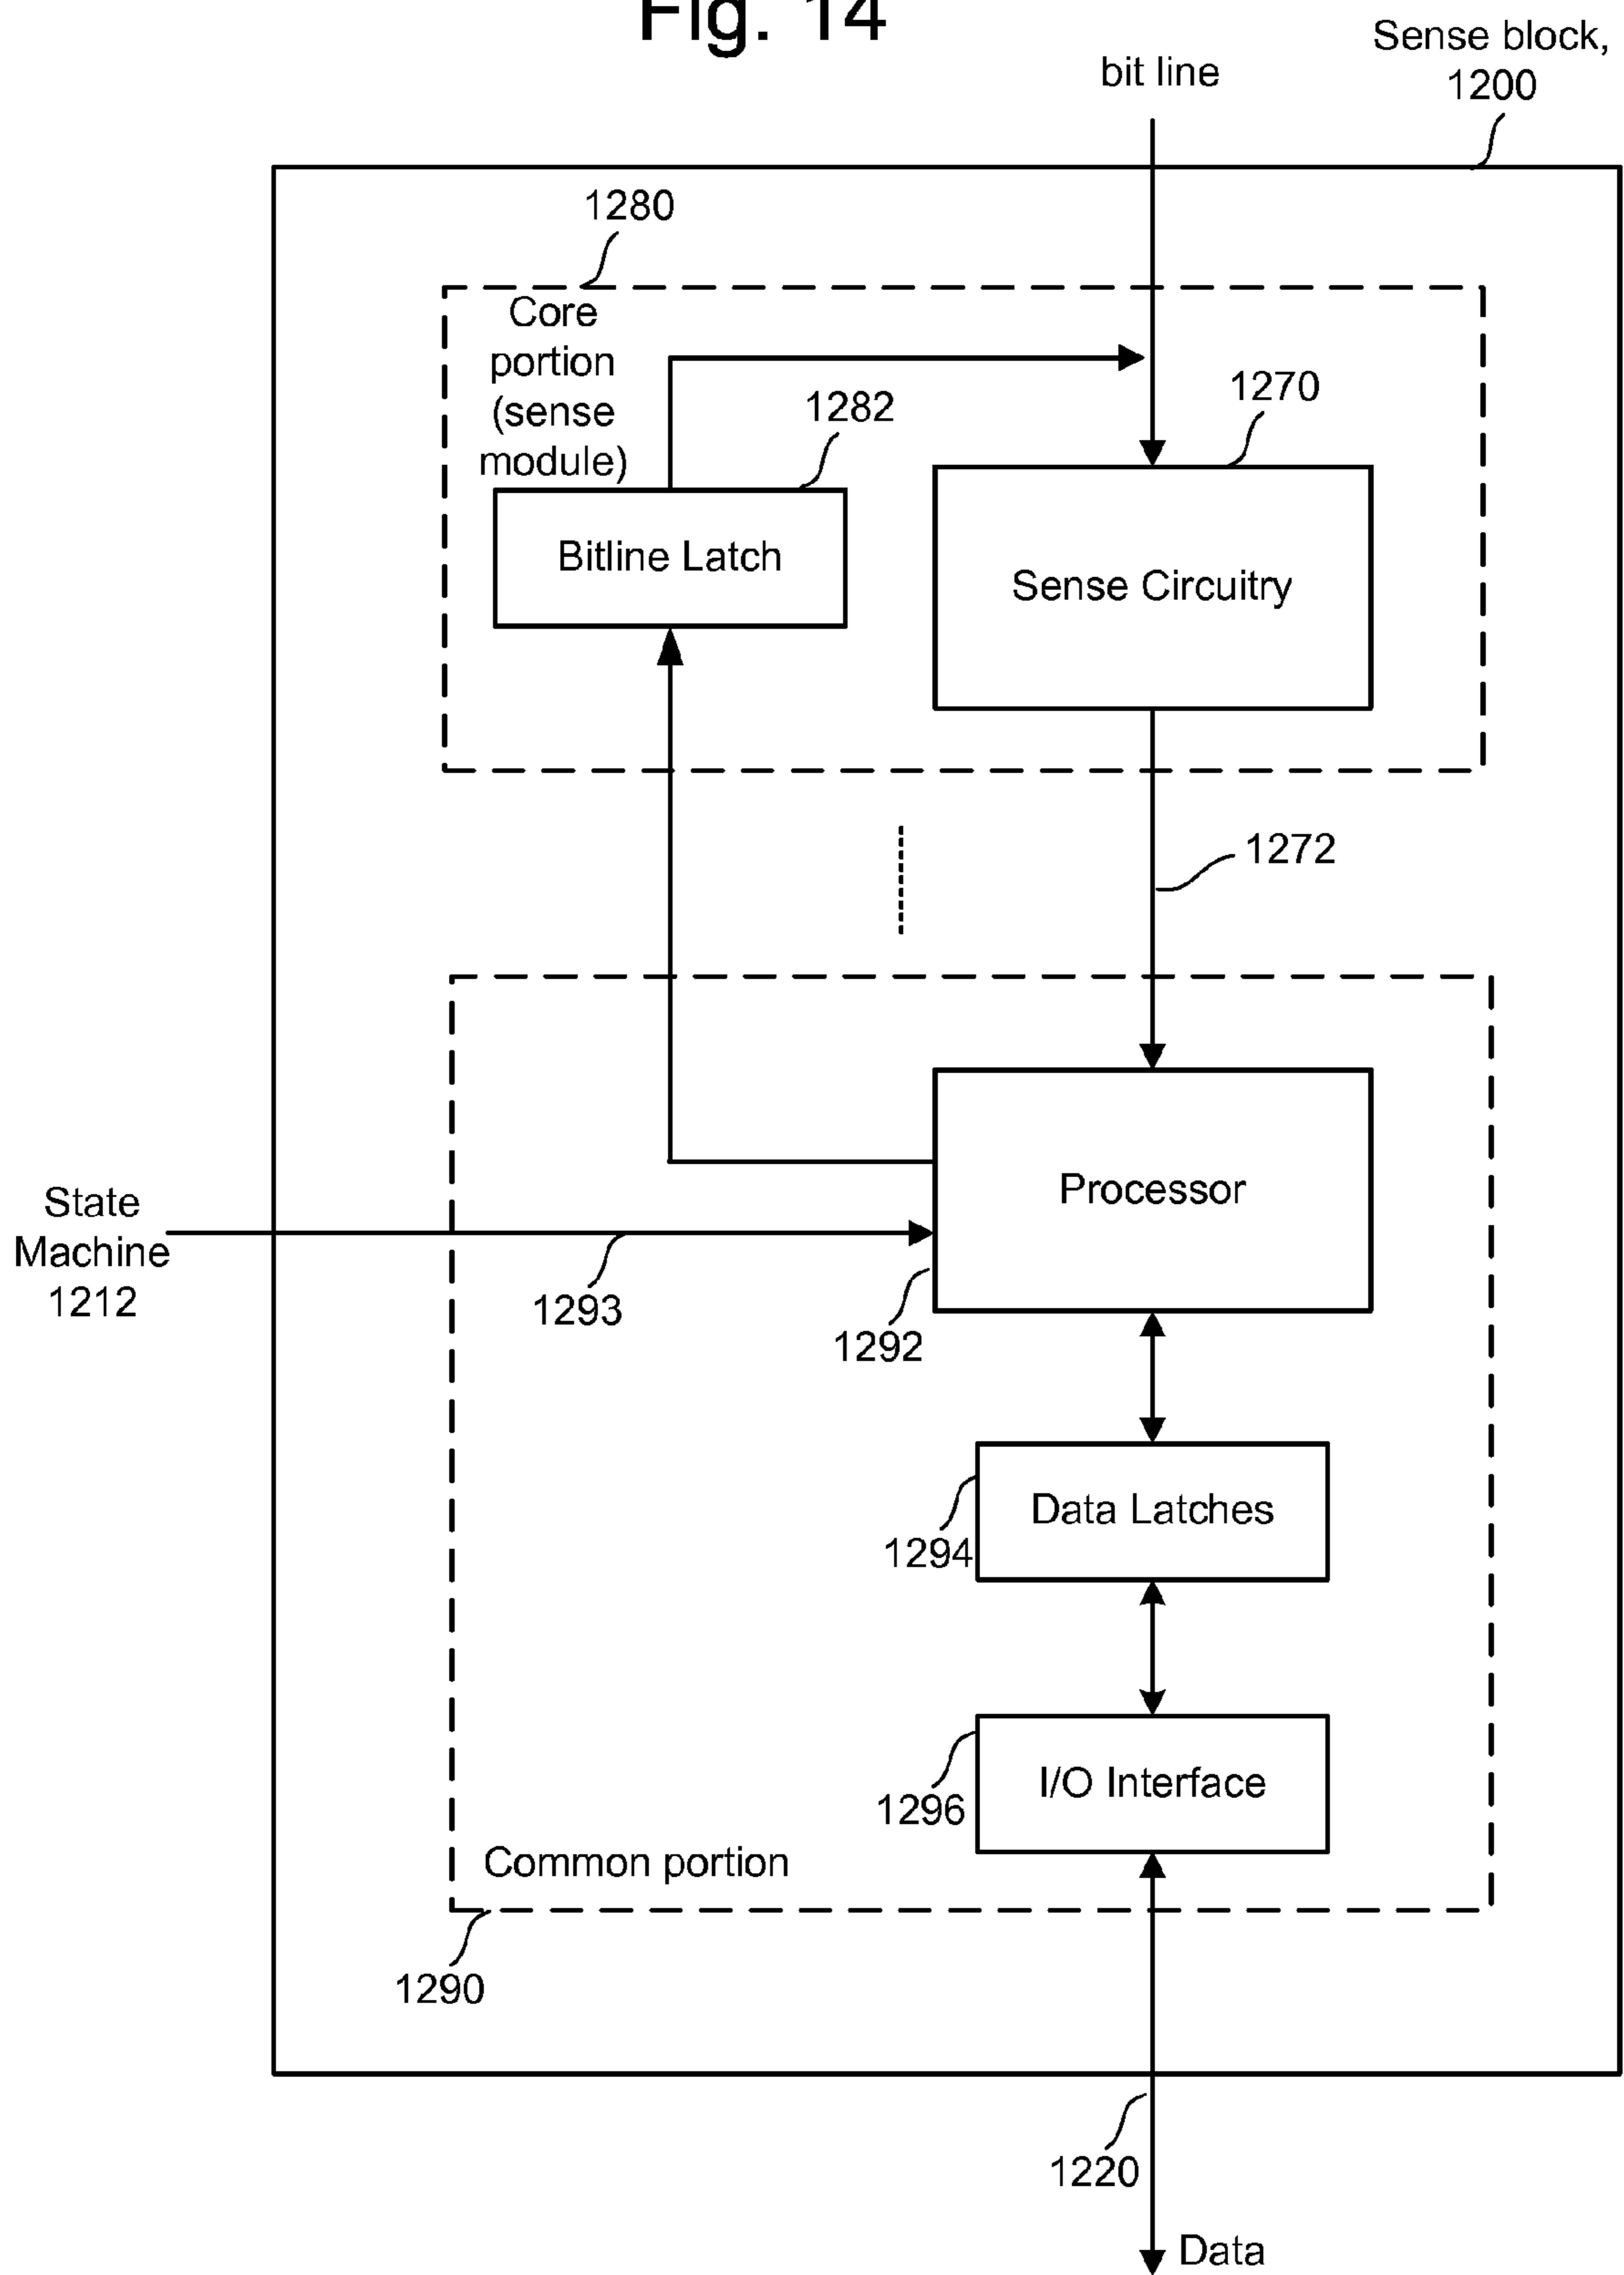 Fig. 14
Sense block,
1200
bit line
1280
Core
portion
(sense
module)
1282
1270
Bitline Latch
Sense Circuitry
1272
Processor
State
Machine
1212
1293
1292
Data Latches
1294
I/O Interface
1296
Common portion
1290
1220
Data